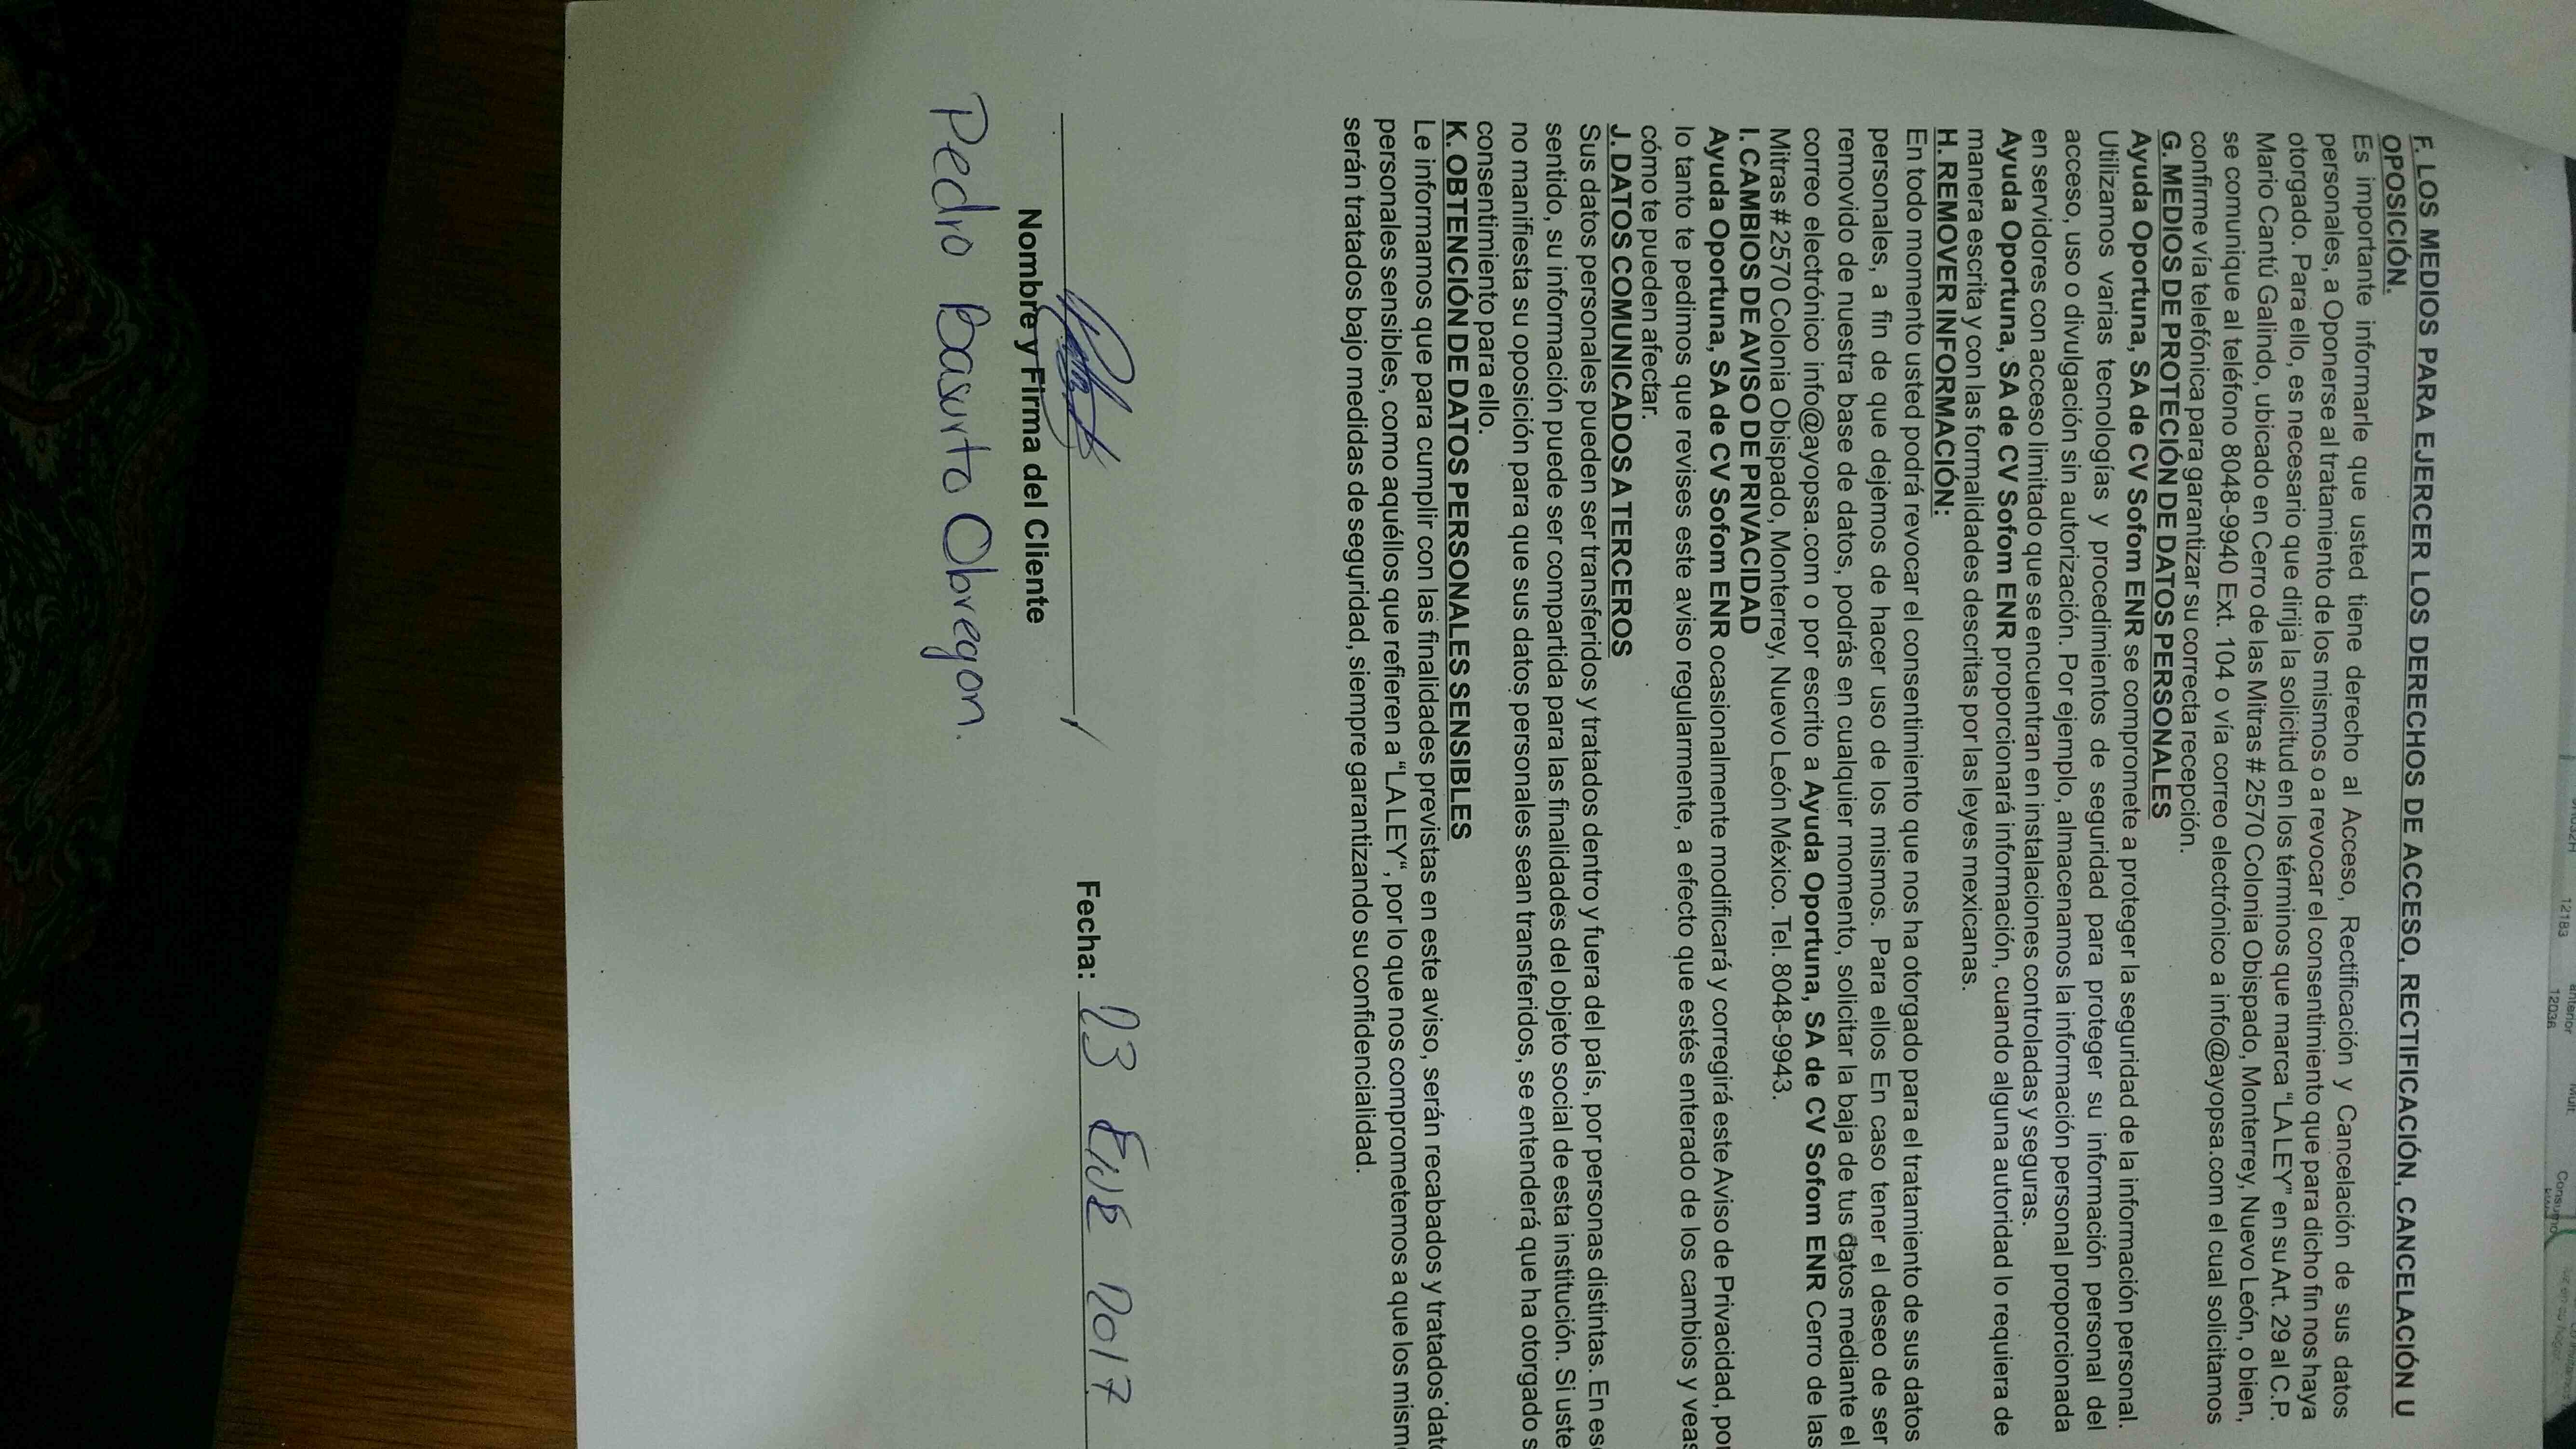 F. LOS MEDIOS PARA EJERCER LOS DERECHOS DE ACCESO, RECTIFICACIÓN, CANCELACIÓN U
OPOSICIÓN.
Es importante informarle que usted tiene derecho al Acceso, Rectificación y Cancelación de sus datos
personales, a Oponerse al tratamiento de los mismos o a revocar el consentimiento que para dicho fin nos haya
otorgado. Para ello, es necesario que dirija la solicitud en los términos que marca "LA LEY" en su Art. 29 al C.P.
Mario Cantú Galindo, ubicado en Cerro de las Mitras # 2570 Colonia Obispado, Monterrey, Nuevo León, o bien,
se comunique al teléfono 8048-9940 Ext. 104 o vía correo electrónico a info@ayopsa.com el cual solicitamos
confirme vía telefónica para garantizar su correcta recepción.
G. MEDIOS DE PROTECIÓN DE DATOS PERSONALES
Ayuda Oportuna, SA de CV Sofom ENR se compromete a proteger la seguridad de la información personal.
Utilizamos varias tecnologías y procedimientos de seguridad para proteger su información personal del
acceso, uso o divulgación sin autorización. Por ejemplo, almacenamos la información personal proporcionada
en servidores con acceso limitado que se encuentran en instalaciones controladas y seguras.
Ayuda Oportuna, SA de CV Sofom ENR proporcionará información, cuando alguna autoridad lo requiera de
manera escrita y con las formalidades descritas por las leyes mexicanas.
H. REMOVER INFORMACIÓN:
En todo momento usted podrá revocar el consentimiento que nos ha otorgado para el tratamiento de sus datos
personales, a fin de que dejemos de hacer uso de los mismos. Para ellos En caso tener el deseo de ser
removido de nuestra base de datos, podrás en cualquier momento, solicitar la baja de tus datos mediante el
correo electrónico info@ayopsa.com o por escrito a Ayuda Oportuna, SA de CV Sofom ENR Cerro de las
Mitras # 2570 Colonia Obispado, Monterrey, Nuevo León México. Tel. 8048-9943.
I. CAMBIOS DE AVISO DE PRIVACIDAD
Ayuda Oportuna, SA de CV Sofom ENR ocasionalmente modificará y corregirá este Aviso de Privacidad, por
lo tanto te pedimos que revises este aviso regularmente, a efecto que estés enterado de los cambios y veas
cómo te pueden afectar.
J. DATOS COMUNICADOS A TERCEROS
Sus datos personales pueden ser transferidos y tratados dentro y fuera del país, por personas distintas. En es
sentido, su información puede ser compartida para las finalidades del objeto social de esta institución. Si uste
no manifiesta su oposición para que sus datos personales sean transferidos, se entenderá que ha otorgado s
consentimiento para ello.
K. OBTENCIÓN DE DATOS PERSONALES SENSIBLES
Le informamos que para cumplir con las finalidades previstas en este aviso, serán recabados y tratados dato
personales sensibles, como aquéllos que refieren a "LA LEY", por lo que nos comprometemos a que los mism
serán tratados bajo medidas de seguridad, siempre garantizando su confidencialidad.
Fecha: 23 ENE 2017
Nombre y Firma del Cliente
Pedro Basurto Obregon.
12183
anterior
12036
Mult.
Consumo